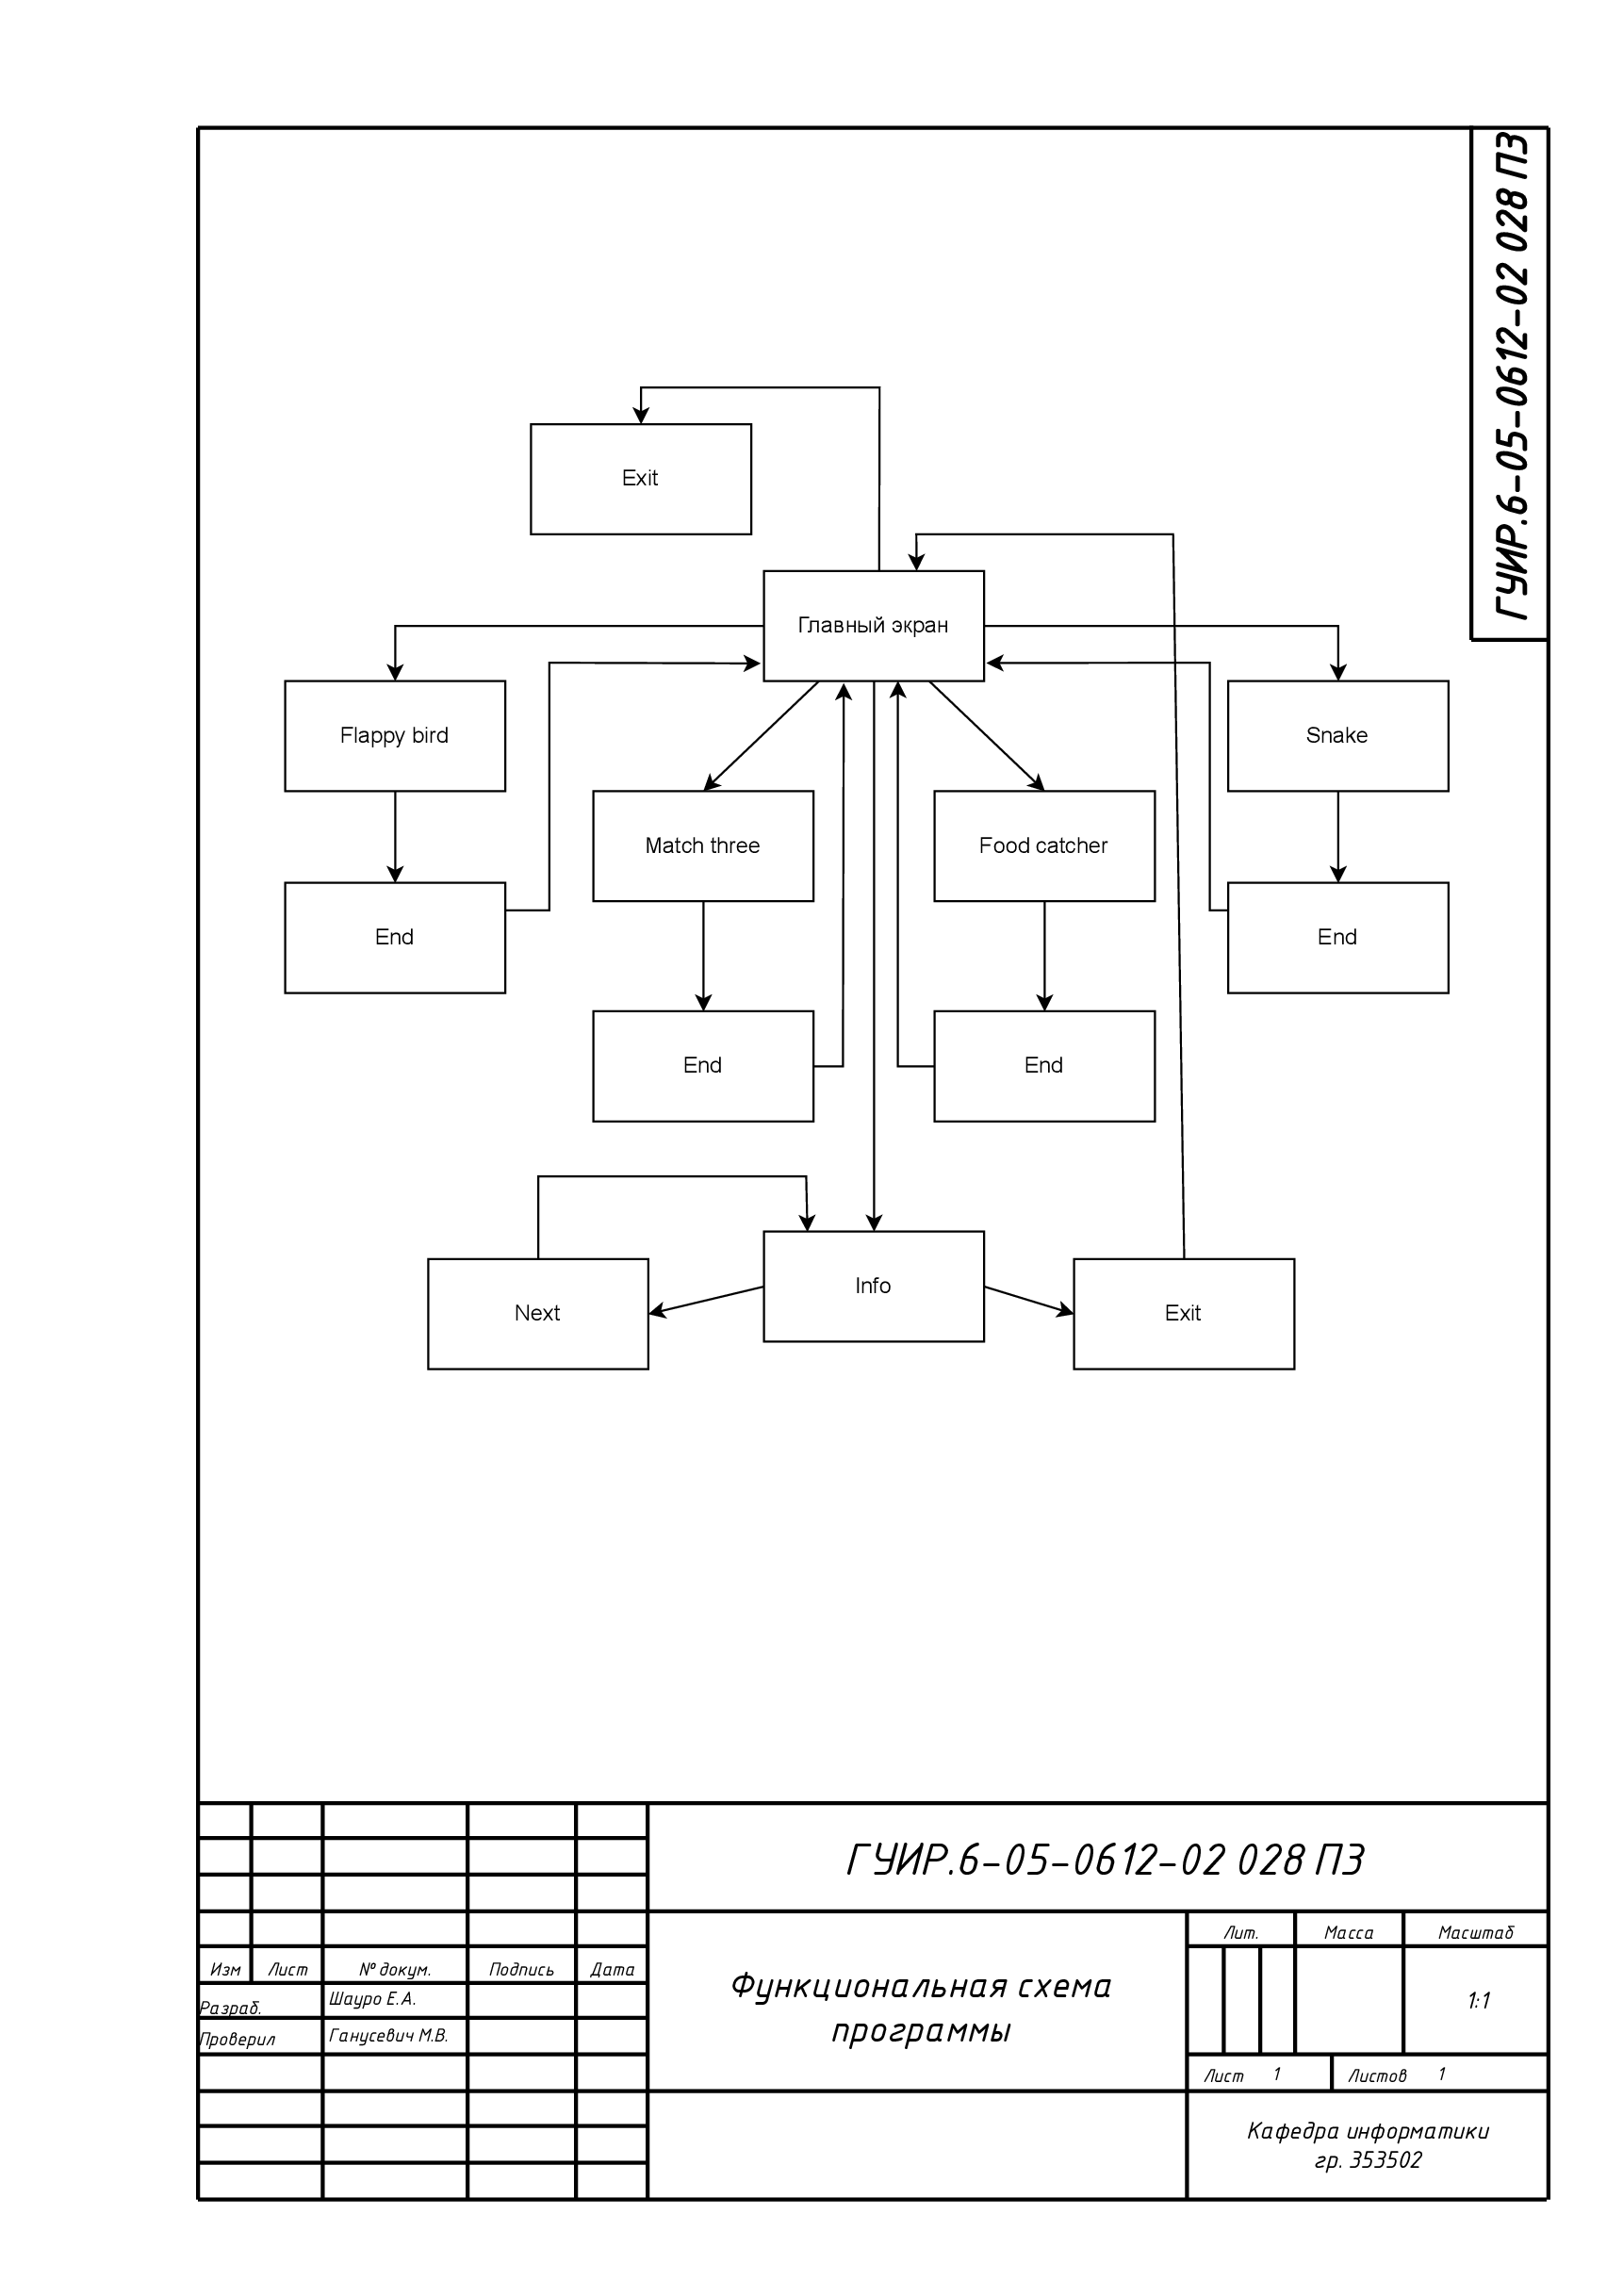 ГУИР.6-05-0612-02 028 ПЗ
Exit
Главный экран
Flappy bird
Snake
Match three
Food catcher
End
End
End
End
Next
Info
Exit
ГУИР.6-05-0612-02 028 ПЗ
Лит.
Масса
Масштаб
Изм
Лист
№ докум.
Подпись
Дата
Разраб.
Шауро Е.А.
Проверил
Ганусевич М.В.
Функциональная схема
программы
1:1
Лист 1
Листов 1
Кафедра информатики
гр. 353502